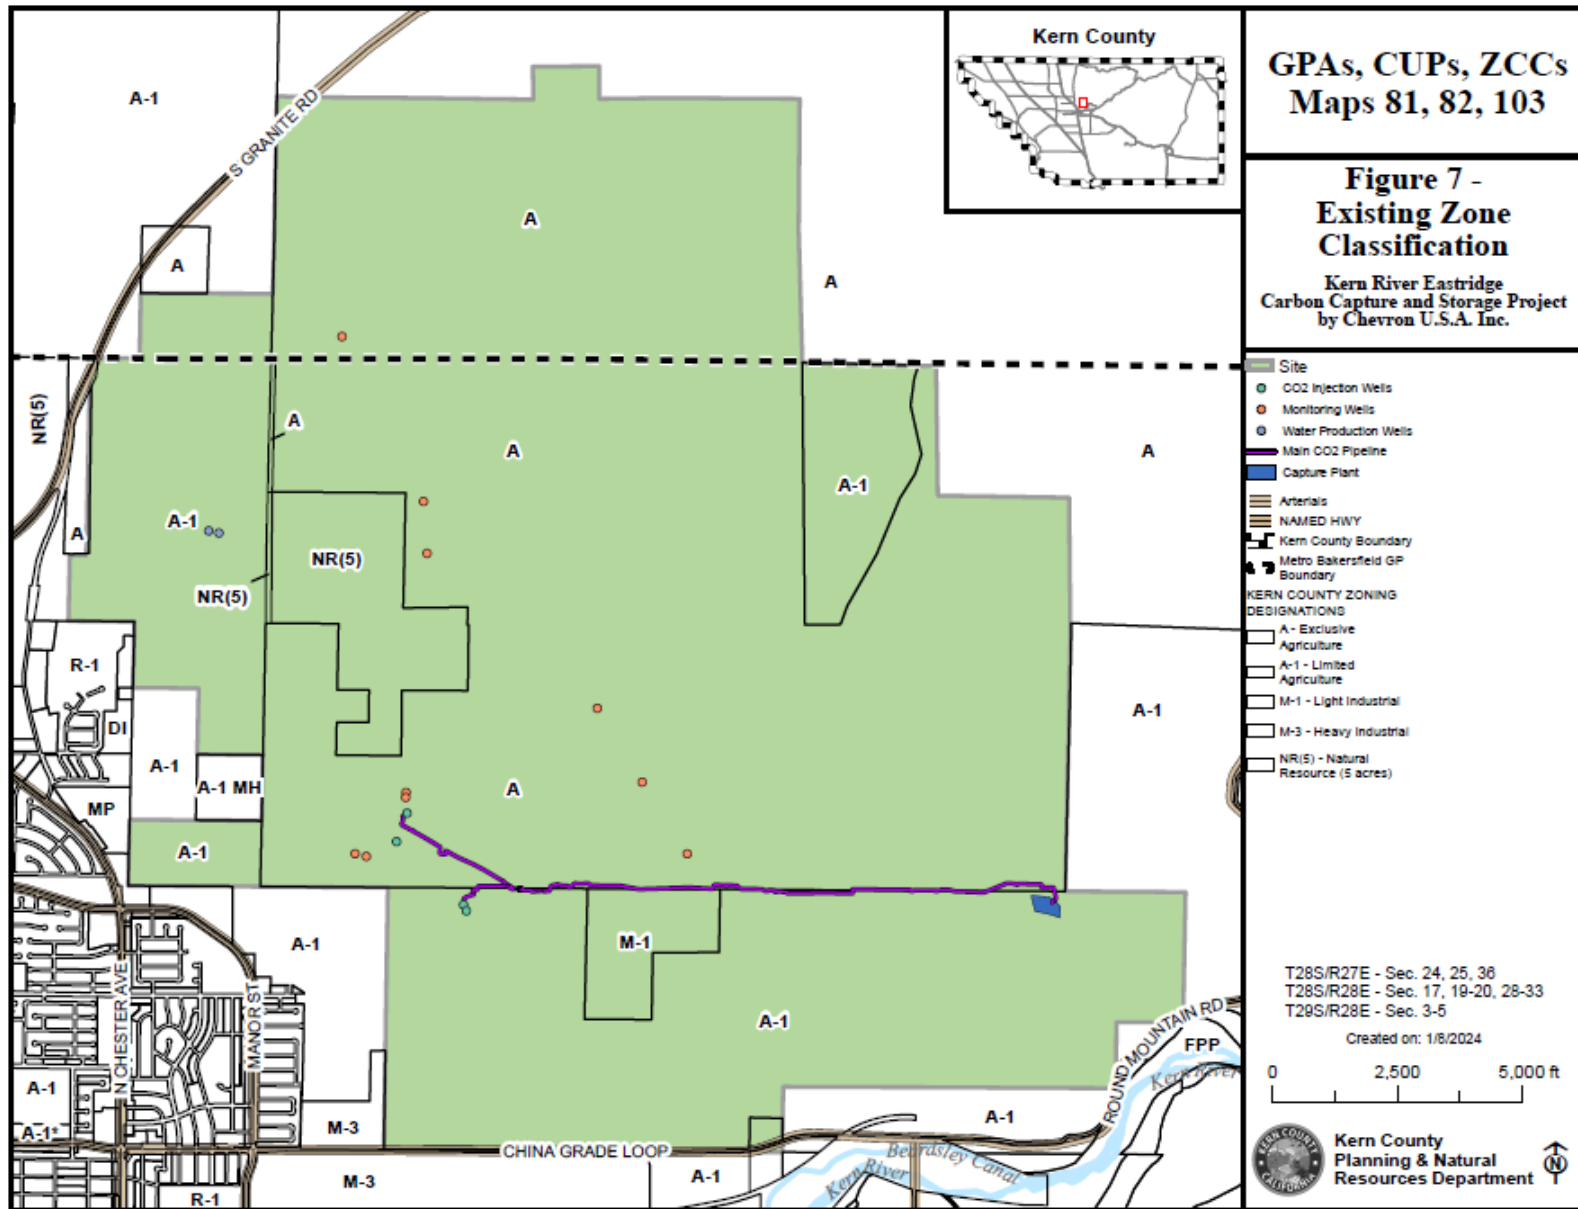 Kern County
GPAs, CUPs, ZCCs
Maps 81, 82, 103
Figure 7 -
Existing Zone
Classification
Kern River Eastridge
Carbon Capture and Storage Project
by Chevron U.S.A. Inc.
Site
CO2 Injection Wells
Monitoring Wells
Water Production Wells
Main CO2 Pipeline
Capture Plant
Arterials
NAMED HWY
Kern County Boundary
Metro Bakersfield GP
Boundary
KERN COUNTY ZONING
DESIGNATIONS
A - Exclusive
Agriculture
A-1 - Limited
Agriculture
M-1 - Light Industrial
M-3 - Heavy Industrial
NR(5) - Natural
Resource (5 acres)
T28S/R27E - Sec. 24, 25, 36
T28S/R28E - Sec. 17, 19-20, 28-33
T29S/R28E - Sec. 3-5
Created on: 1/8/2024
0 2,500 5,000 ft
KERN COUNTY
CALIFORNIA
Kern County
Planning & Natural
Resources Department
N
A-1
S GRANITE RD
A
A
A
NR(5)
A
A
A
A-1
A-1
A
NR(5)
NR(5)
R-1
DI
A-1
A-1
A-1 MH
MP
A
A-1
A-1
M-1
A-1
N CHESTER AVE
MANOR ST
ROUND MOUNTAIN RD
FPP
Kern River
A-1
A-1*
M-3
A-1
CHINA GRADE LOOP
Beardsley Canal
Kern River
M-3
A-1
R-1